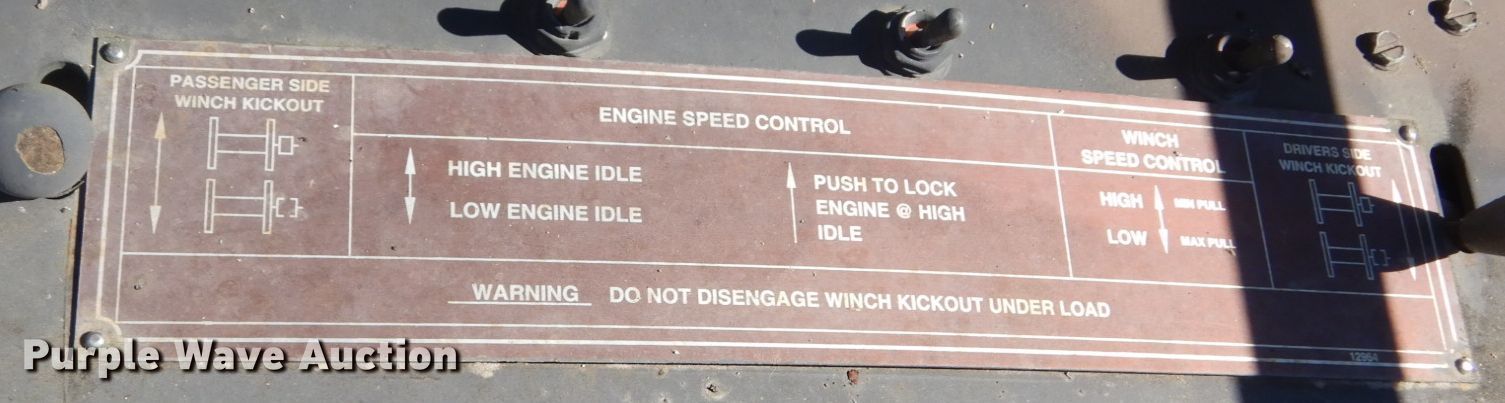 PASSENGER SIDE
WINCH KICKOUT
ENGINE SPEED CONTROL
HIGH ENGINE IDLE
LOW ENGINE IDLE
PUSH TO LOCK
ENGINE @ HIGH
IDLE
WINCH
SPEED CONTROL
HIGH MIN PULL
LOW MAX PULL
DRIVERS SIDE
WINCH KICKOUT
WARNING DO NOT DISENGAGE WINCH KICKOUT UNDER LOAD
12964
Purple Wave Auction